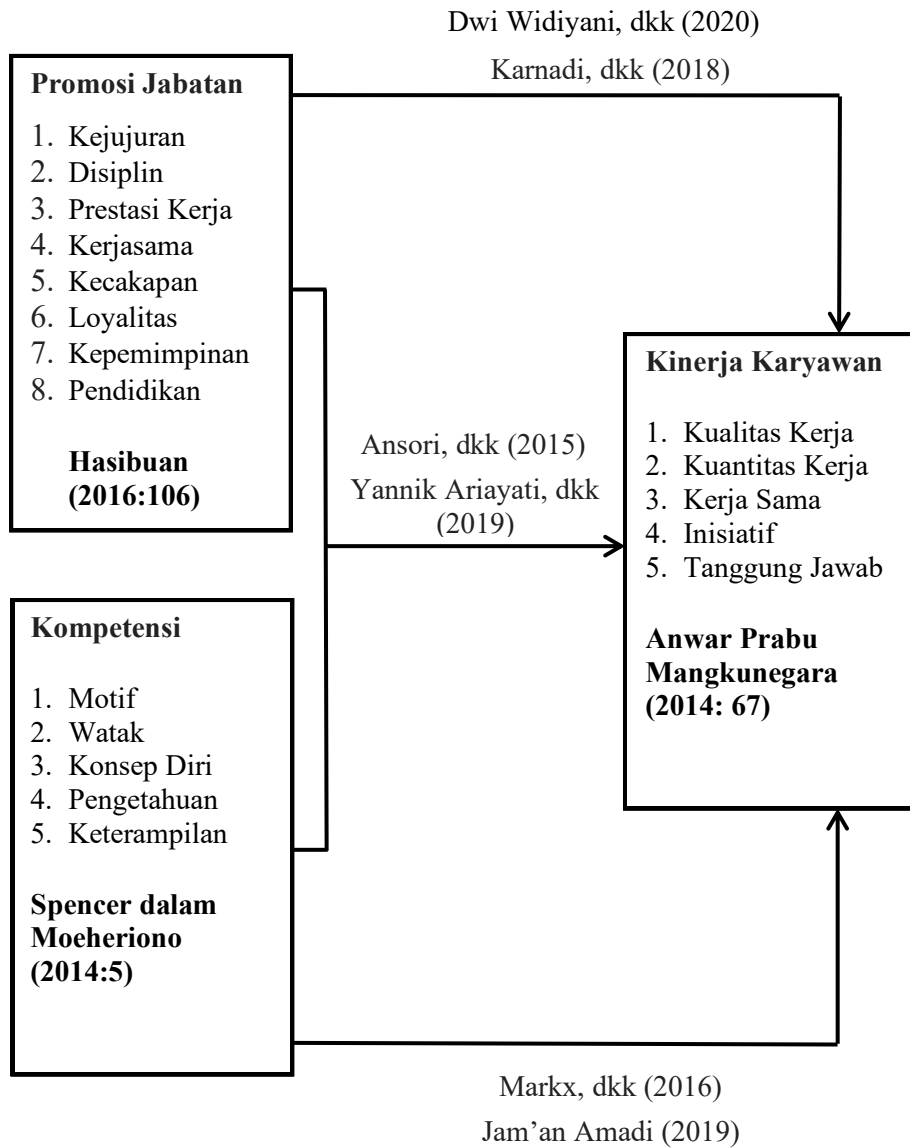 Dwi Widiyani, dkk (2020)
Karnadi, dkk (2018)
Promosi Jabatan
1. Kejujuran
2. Disiplin
3. Prestasi Kerja
4. Kerjasama
5. Kecakapan
6. Loyalitas
7. Kepemimpinan
8. Pendidikan
Hasibuan
(2016:106)
Ansori, dkk (2015)
Yannik Ariayati, dkk
(2019)
Kinerja Karyawan
1. Kualitas Kerja
2. Kuantitas Kerja
3. Kerja Sama
4. Inisiatif
5. Tanggung Jawab
Anwar Prabu
Mangkunegara
(2014: 67)
Kompetensi
1. Motif
2. Watak
3. Konsep Diri
4. Pengetahuan
5. Keterampilan
Spencer dalam
Moeheriono
(2014:5)
Markx, dkk (2016)
Jam’an Amadi (2019)